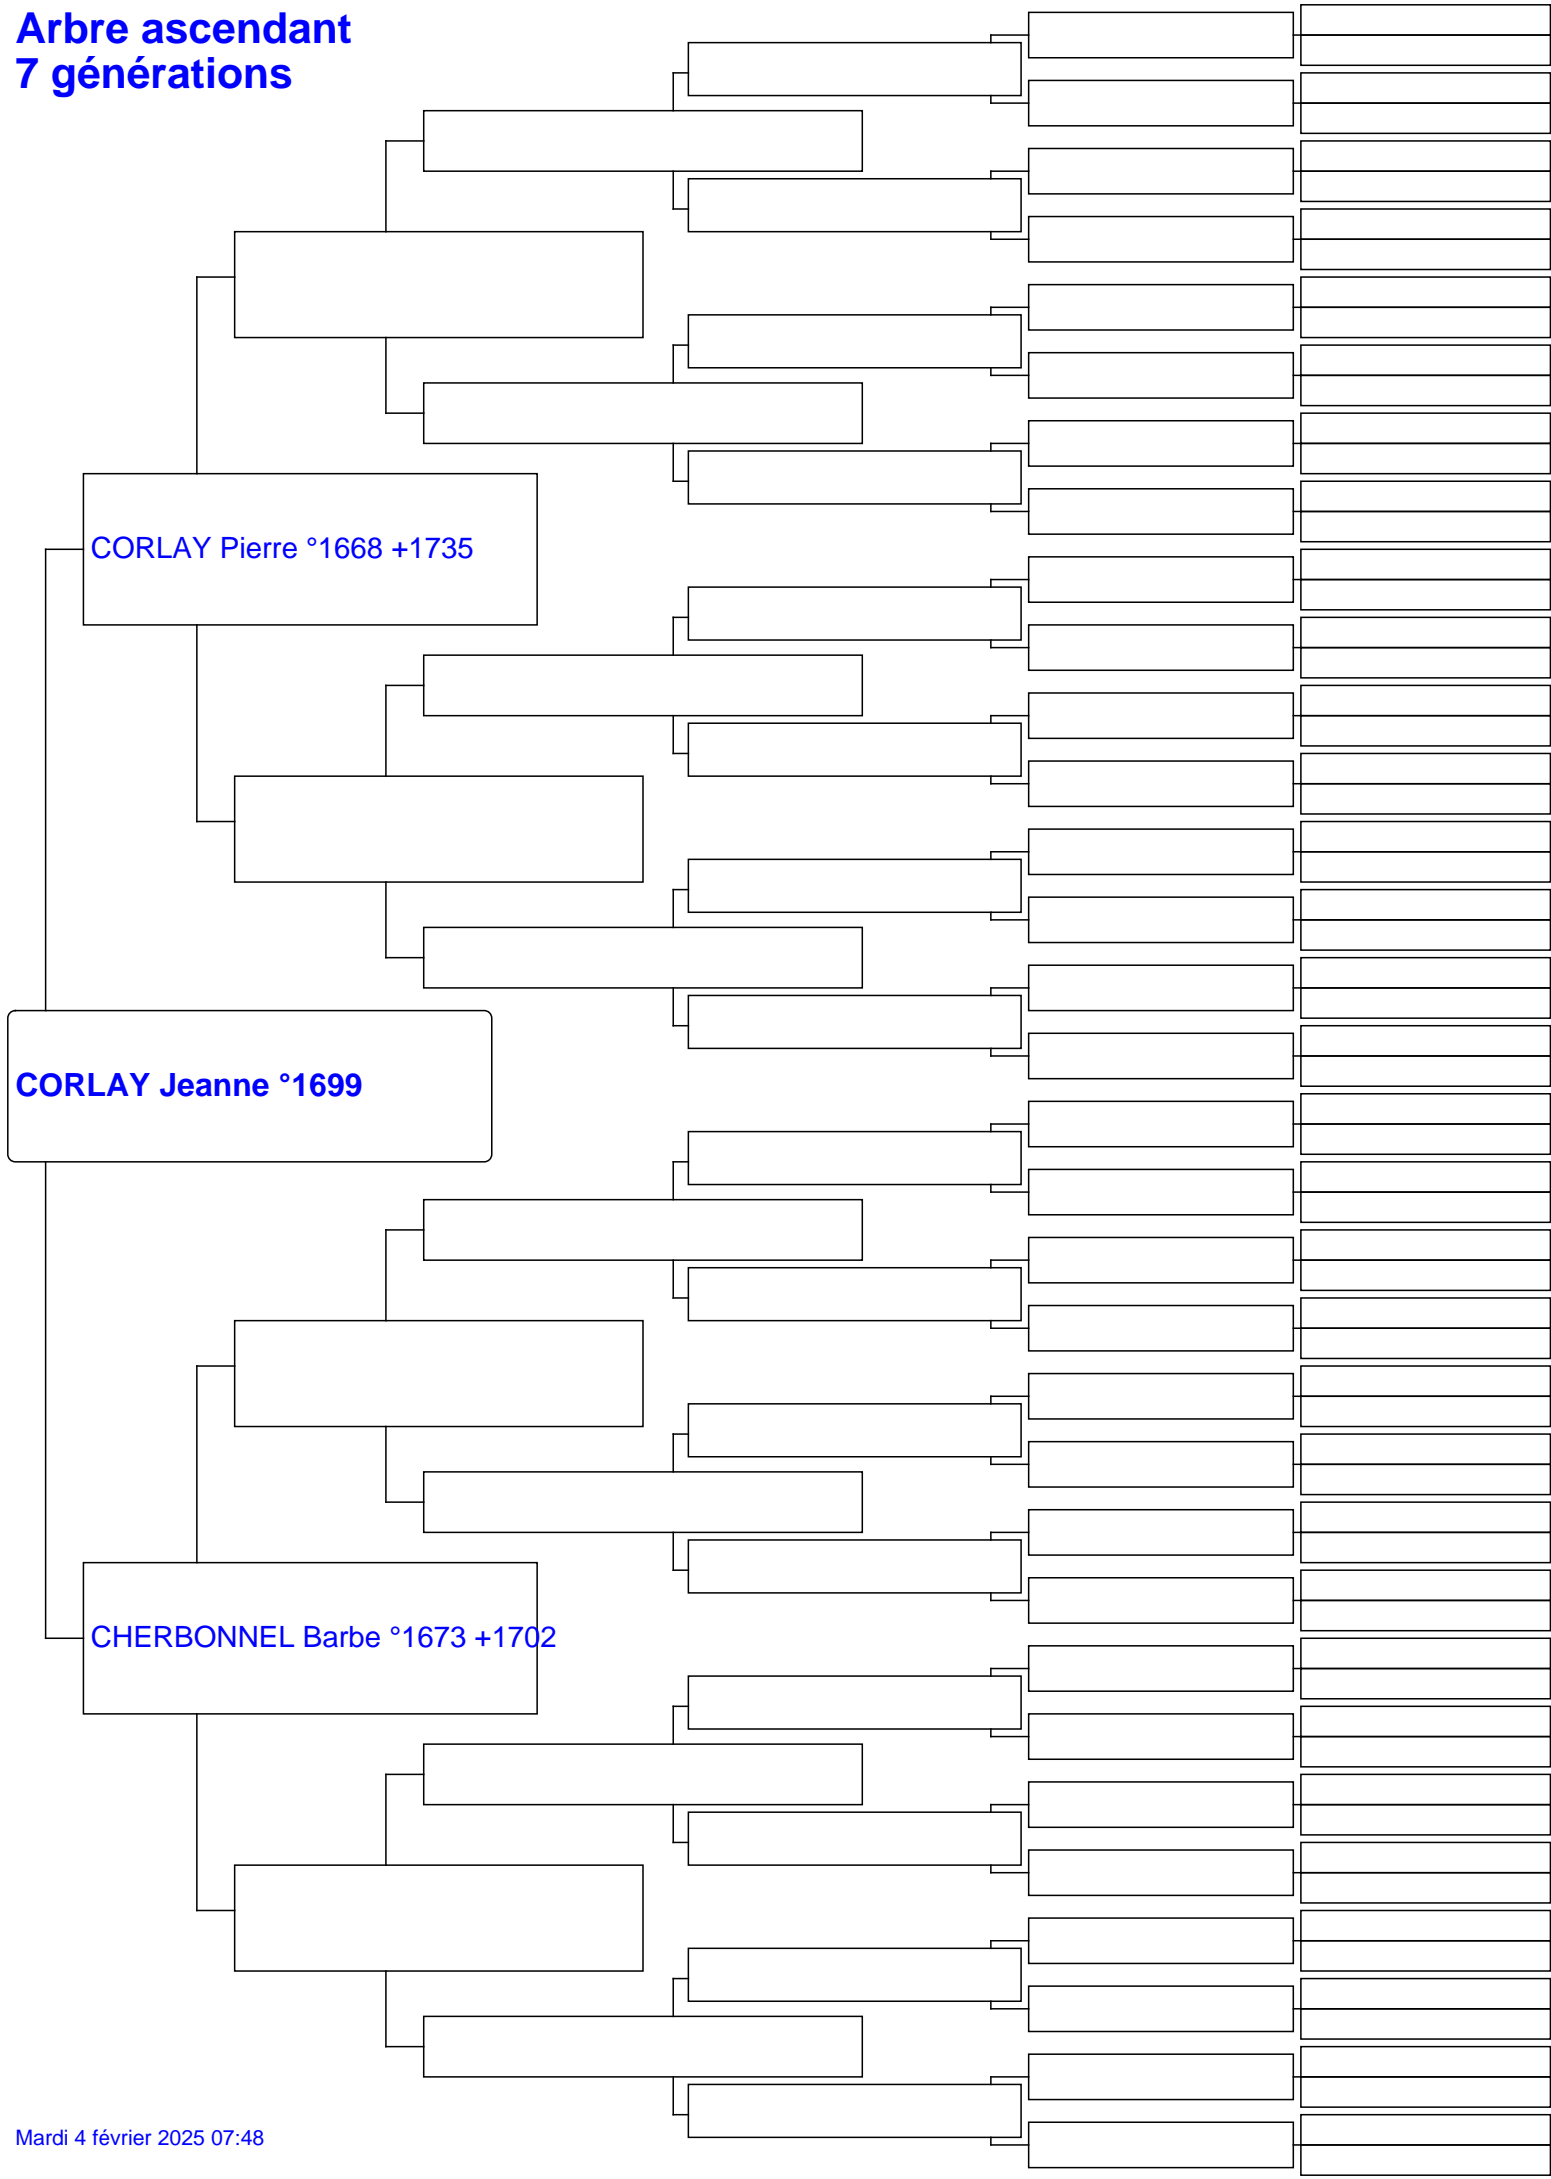 Arbre ascendant
7 générations
CORLAY Pierre °1668 +1735
CORLAY Jeanne °1699
CHERBONNEL Barbe °1673 +1702
Mardi 4 février 2025 07:48